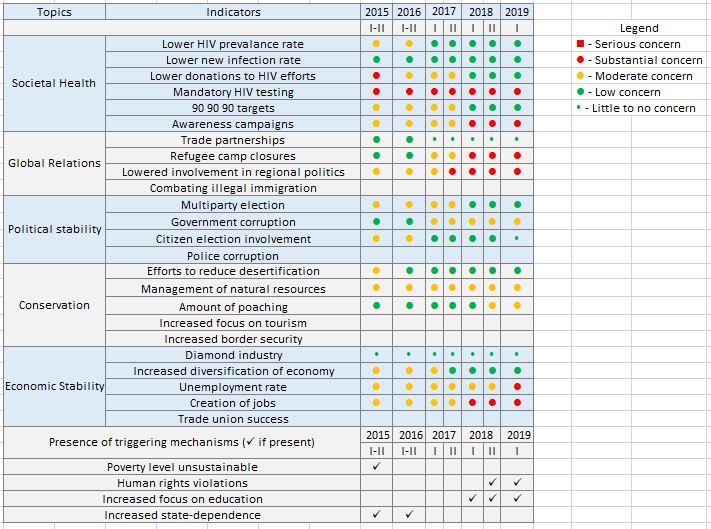 Topics Indicators 2015 2016 2017 2018 2019
I-II I-II I II I II I
Legend
- Serious concern
- Substantial concern
- Moderate concern
- Low concern
- Little to no concern
Societal Health
Lower HIV prevalance rate
Lower new infection rate
Lower donations to HIV efforts
Mandatory HIV testing
90 90 90 targets
Awareness campaigns
Global Relations
Trade partnerships
Refugee camp closures
Lowered involvement in regional politics
Combating illegal immigration
Political stability
Multiparty election
Government corruption
Citizen election involvement
Police corruption
Conservation
Efforts to reduce desertification
Management of natural resources
Amount of poaching
Increased focus on tourism
Increased border security
Economic Stability
Diamond industry
Increased diversification of economy
Unemployment rate
Creation of jobs
Trade union success
Presence of triggering mechanisms (✓ if present) 2015 2016 2017 2018 2019
I-II I-II I II I II I
Poverty level unsustainable ✓
Human rights violations ✓ ✓
Increased focus on education ✓ ✓ ✓
Increased state-dependence ✓ ✓